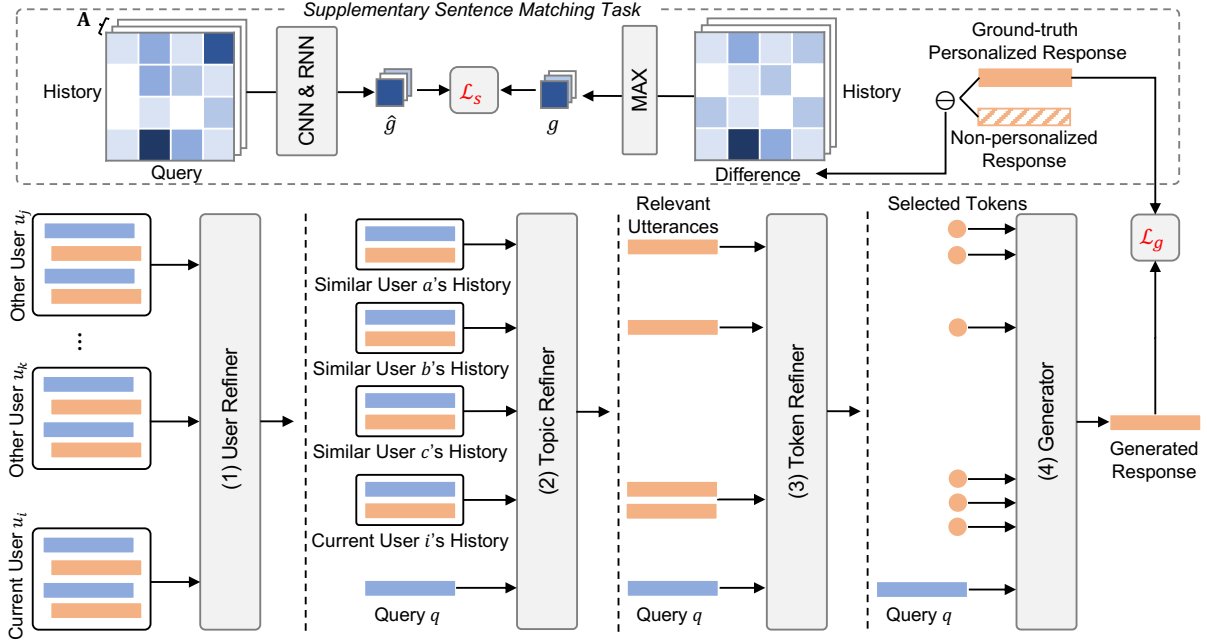 Supplementary Sentence Matching Task
A
History
Query
CNN & RNN
ĝ
ℒs
g
MAX
History
Difference
Ground-truth
Personalized Response
⊖
Non-personalized
Response
Other User uj
...
Other User uk
Current User ui
(1) User Refiner
Similar User a's History
Similar User b's History
Similar User c's History
Current User i's History
Query q
(2) Topic Refiner
Relevant
Utterances
Query q
(3) Token Refiner
Selected Tokens
Query q
(4) Generator
ℒg
Generated
Response